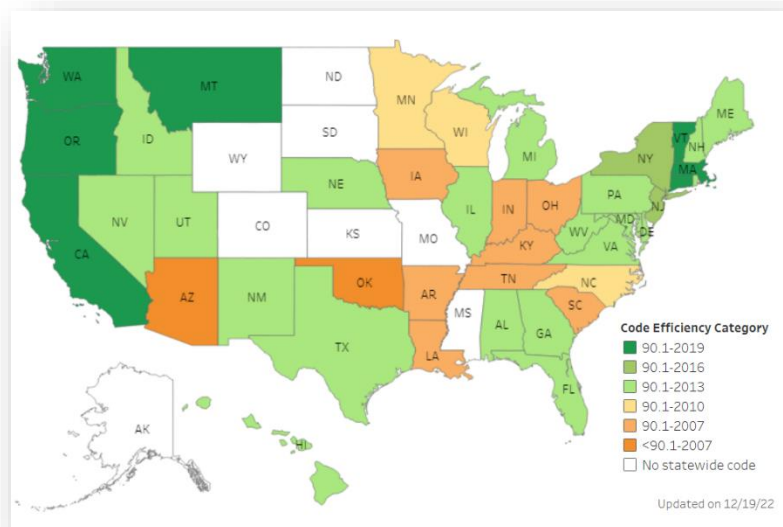 WA
MT
ND
MN
ME
OR
ID
SD
WI
VT
NH
WY
MI
NY
MA
IA
NE
PA
NJ
NV
UT
IL
IN
OH
MD
DE
CO
KS
MO
WV
VA
CA
KY
AZ
NM
OK
AR
TN
NC
SC
MS
AL
GA
TX
LA
FL
AK
HI
Code Efficiency Category
90.1-2019
90.1-2016
90.1-2013
90.1-2010
90.1-2007
<90.1-2007
No statewide code
Updated on 12/19/22